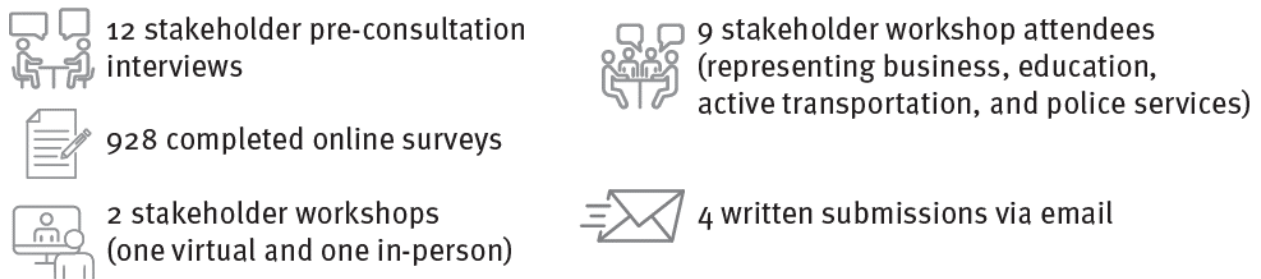 12 stakeholder pre-consultation
interviews
928 completed online surveys
2 stakeholder workshops
(one virtual and one in-person)
9 stakeholder workshop attendees
(representing business, education,
active transportation, and police services)
4 written submissions via email